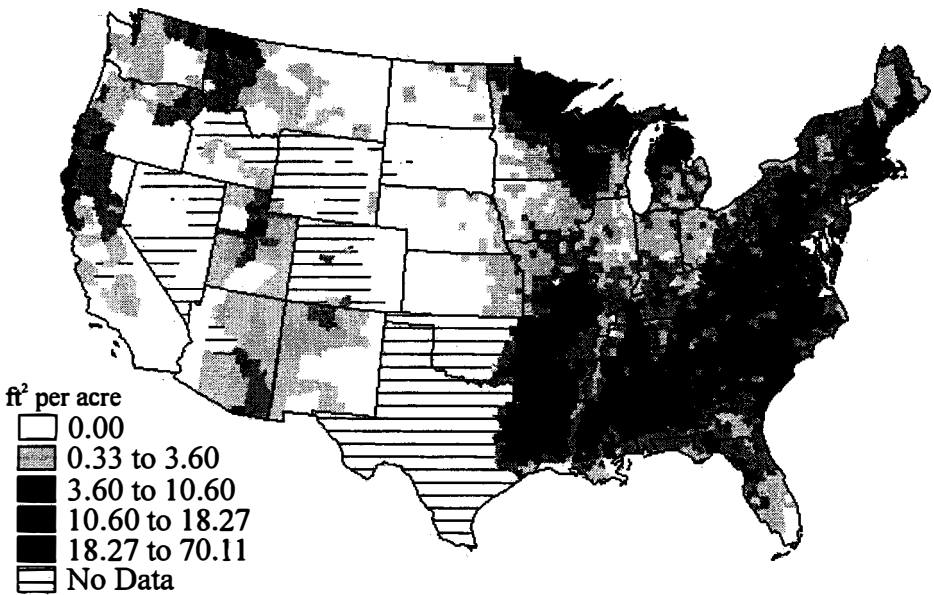 ft² per acre
0.00
0.33 to 3.60
3.60 to 10.60
10.60 to 18.27
18.27 to 70.11
No Data